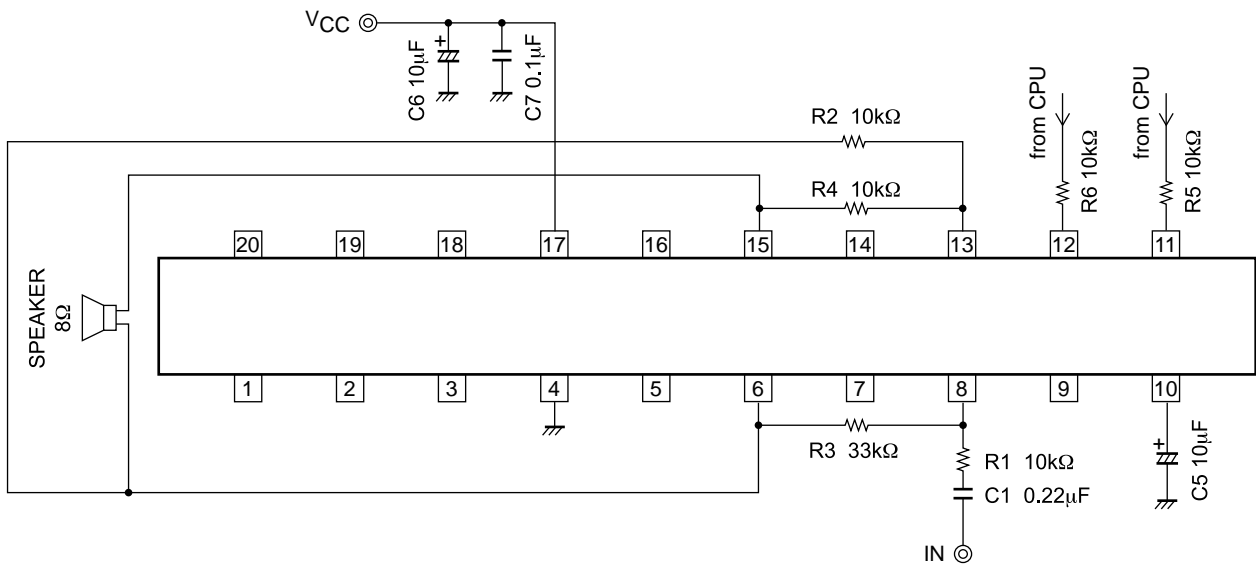 VCC
C6 10µF
+
C7 0.1µF
R2 10kΩ
R4 10kΩ
from CPU
R6 10kΩ
from CPU
R5 10kΩ
20 19 18 17 16 15 14 13 12 11
SPEAKER
8Ω
1 2 3 4 5 6 7 8 9 10
R3 33kΩ
R1 10kΩ
C1 0.22µF
+
C5 10µF
IN